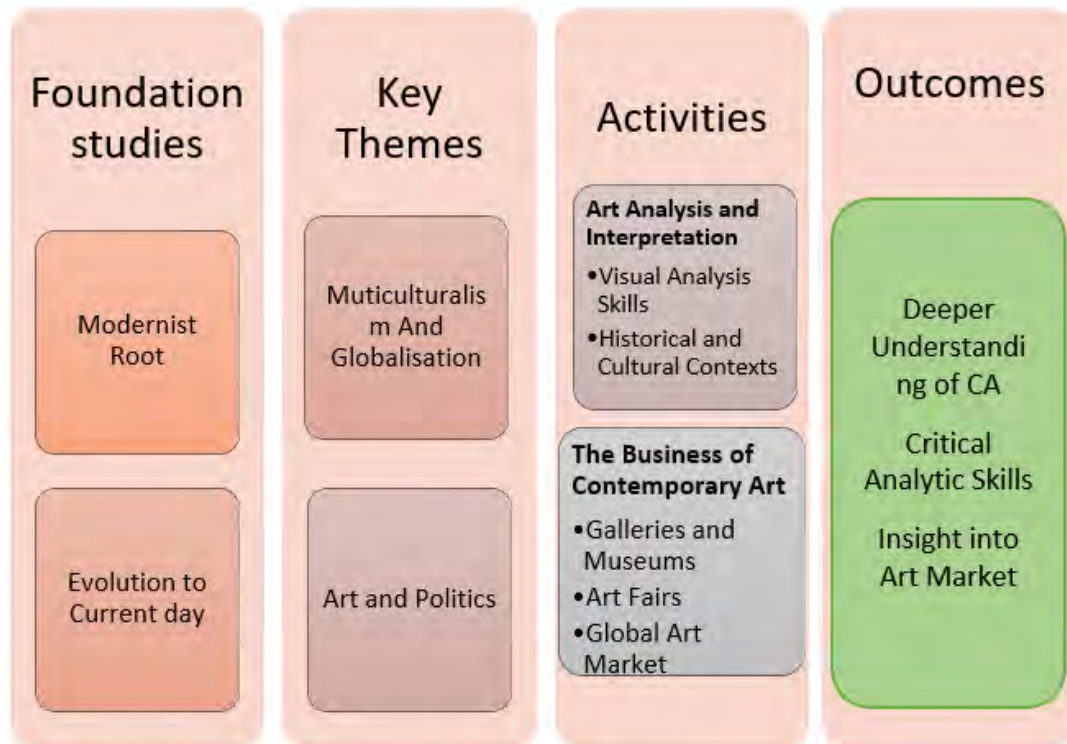 Foundation
studies
Modernist
Root
Evolution to
Current day
Key
Themes
Muticulturalis
m And
Globalisation
Art and Politics
Activities
Art Analysis and
Interpretation
•Visual Analysis
Skills
•Historical and
Cultural Contexts
The Business of
Contemporary Art
•Galleries and
Museums
•Art Fairs
•Global Art
Market
Outcomes
Deeper
Understandi
ng of CA
Critical
Analytic Skills
Insight into
Art Market